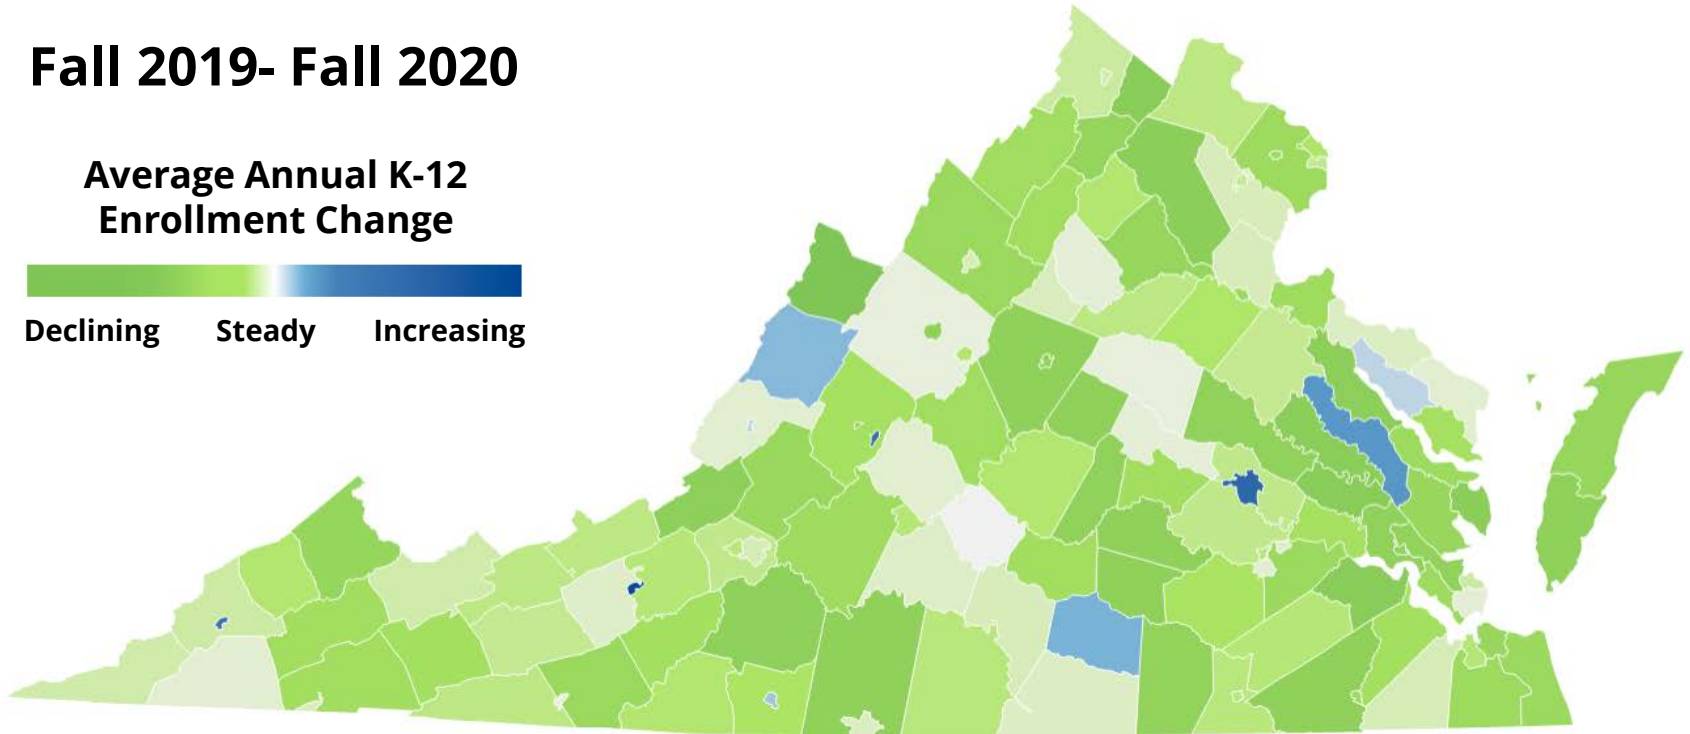 Fall 2019- Fall 2020
Average Annual K-12
Enrollment Change
Declining Steady Increasing